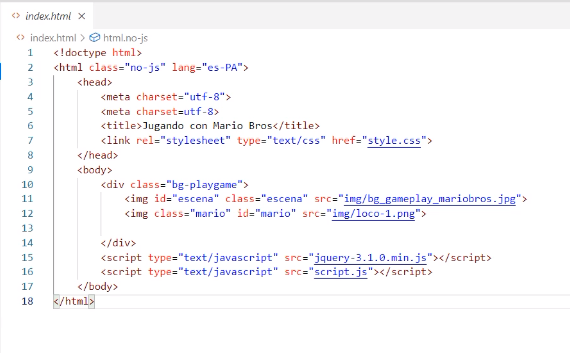 index.html
index.html > html.no-js
1 <!doctype html>
2 <html class="no-js" lang="es-PA">
3 <head>
4 <meta charset="utf-8">
5 <meta charset=utf-8>
6 <title>Jugando con Mario Bros</title>
7 <link rel="stylesheet" type="text/css" href="style.css">
8 </head>
9 <body>
10 <div class="bg-playgame">
11 <img id="escena" class="escena" src="img/bg_gameplay_mariobros.jpg">
12 <img class="mario" id="mario" src="img/loco-1.png">
13
14 </div>
15 <script type="text/javascript" src="jquery-3.1.0.min.js"></script>
16 <script type="text/javascript" src="script.js"></script>
17 </body>
18 </html>